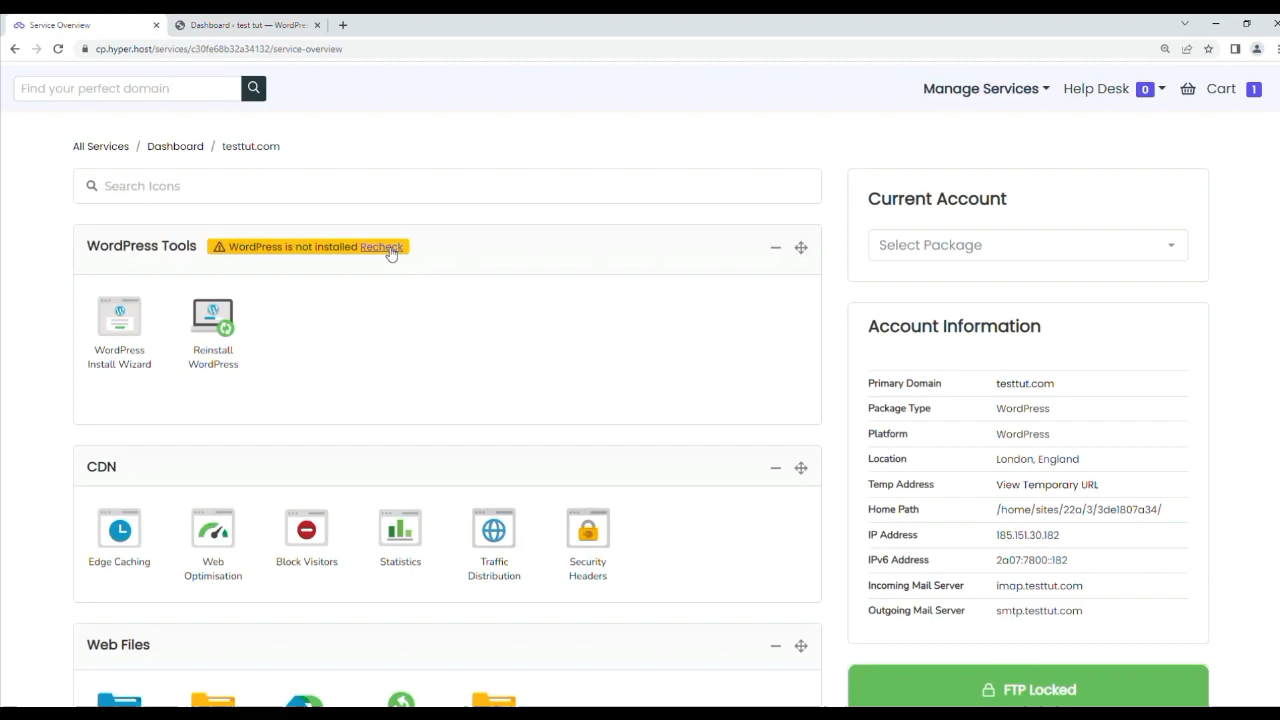 Service Overview
Dashboard ‹ test tut — WordPre
cp.hyper.host/services/c30fe68b32a34132/service-overview
Find your perfect domain
Manage Services
Help Desk 0
Cart 1
All Services / Dashboard / testtut.com
Search Icons
WordPress Tools
WordPress is not installed Recheck
WordPress
Install Wizard
Reinstall
WordPress
CDN
Edge Caching
Web
Optimisation
Block Visitors
Statistics
Traffic
Distribution
Security
Headers
Web Files
Current Account
Select Package
Account Information
Primary Domain testtut.com
Package Type WordPress
Platform WordPress
Location London, England
Temp Address View Temporary URL
Home Path /home/sites/22a/3/3de1807a34/
IP Address 185.151.30.182
IPv6 Address 2a07:7800::182
Incoming Mail Server imap.testtut.com
Outgoing Mail Server smtp.testtut.com
FTP Locked